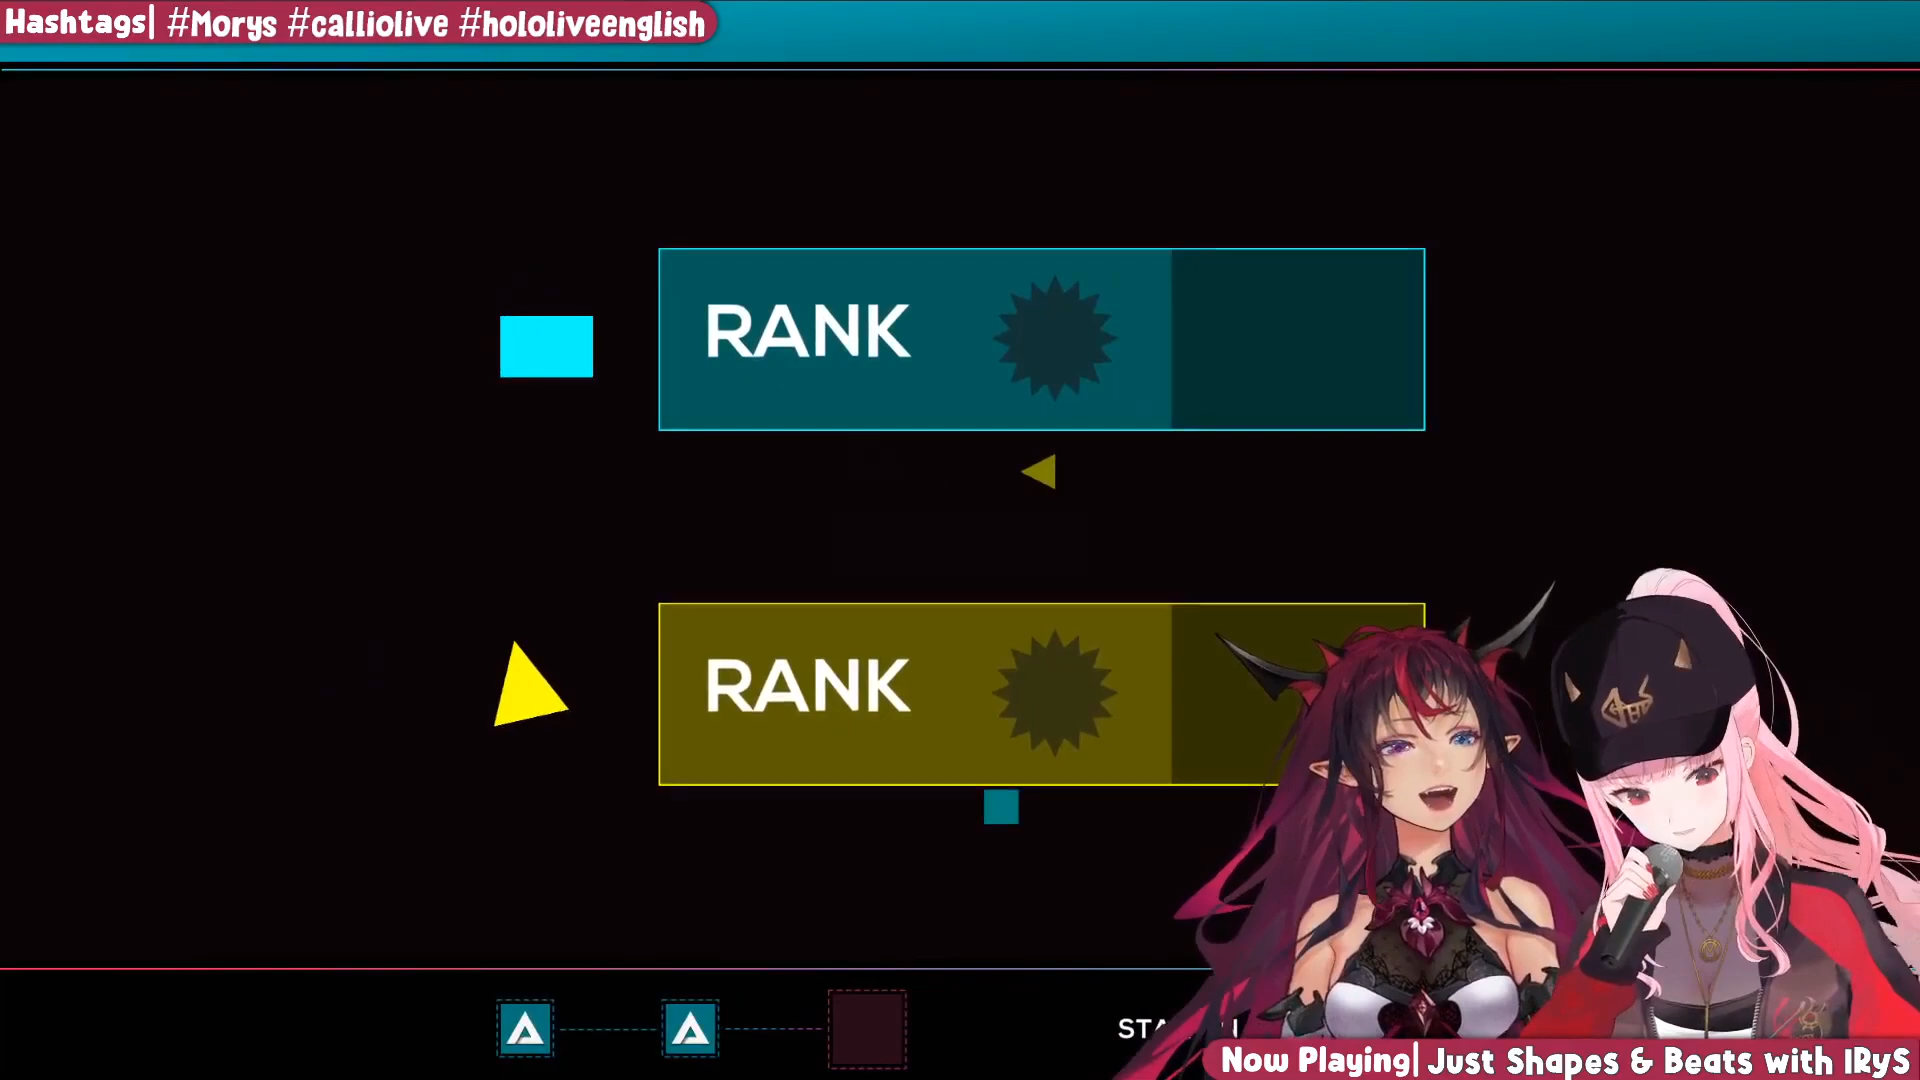 Hashtags| #Morys #calliolive #hololiveenglish
RANK
RANK
Now Playing| Just Shapes & Beats with IRyS